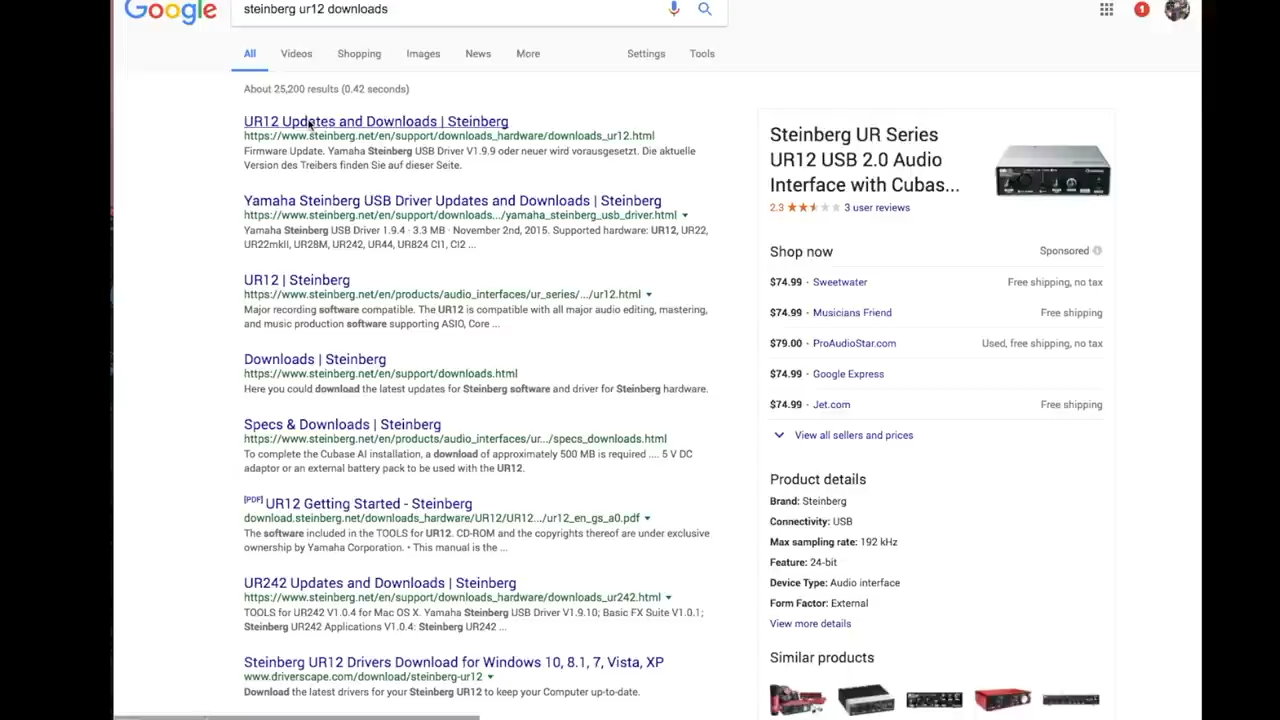 Google
steinberg ur12 downloads
1
All
Videos
Shopping
Images
News
More
Settings
Tools
About 25,200 results (0.42 seconds)
UR12 Updates and Downloads | Steinberg
https://www.steinberg.net/en/support/downloads_hardware/downloads_ur12.html
Firmware Update. Yamaha Steinberg USB Driver V1.9.9 oder neuer wird vorausgesetzt. Die aktuelle
Version des Treibers finden Sie auf dieser Seite.
Yamaha Steinberg USB Driver Updates and Downloads | Steinberg
https://www.steinberg.net/en/support/downloads.../yamaha_steinberg_usb_driver.html
Yamaha Steinberg USB Driver 1.9.4 · 3.3 MB · November 2nd, 2015. Supported hardware: UR12, UR22,
UR22mkII, UR28M, UR242, UR44, UR824 CI1, CI2 ...
UR12 | Steinberg
https://www.steinberg.net/en/products/audio_interfaces/ur_series/.../ur12.html
Major recording software compatible. The UR12 is compatible with all major audio editing, mastering,
and music production software supporting ASIO, Core ...
Downloads | Steinberg
https://www.steinberg.net/en/support/downloads.html
Here you could download the latest updates for Steinberg software and driver for Steinberg hardware.
Specs & Downloads | Steinberg
https://www.steinberg.net/en/products/audio_interfaces/ur.../specs_downloads.html
To complete the Cubase AI installation, a download of approximately 500 MB is required .... 5 V DC
adaptor or an external battery pack to be used with the UR12.
[PDF] UR12 Getting Started - Steinberg
download.steinberg.net/downloads_hardware/UR12/UR12.../ur12_en_gs_a0.pdf
The software included in the TOOLS for UR12. CD-ROM and the copyrights thereof are under exclusive
ownership by Yamaha Corporation. • This manual is the ...
UR242 Updates and Downloads | Steinberg
https://www.steinberg.net/en/support/downloads_hardware/downloads_ur242.html
TOOLS for UR242 V1.0.4 for Mac OS X. Yamaha Steinberg USB Driver V1.9.10; Basic FX Suite V1.0.1;
Steinberg UR242 Applications V1.0.4: Steinberg UR242 ...
Steinberg UR12 Drivers Download for Windows 10, 8.1, 7, Vista, XP
www.driverscape.com/download/steinberg-ur12
Download the latest drivers for your Steinberg UR12 to keep your Computer up-to-date.
Steinberg UR Series
UR12 USB 2.0 Audio
Interface with Cubas...
2.3 3 user reviews
Shop now
Sponsored
$74.99 · Sweetwater Free shipping, no tax
$74.99 · Musicians Friend Free shipping
$79.00 · ProAudioStar.com Used, free shipping, no tax
$74.99 · Google Express
$74.99 · Jet.com Free shipping
View all sellers and prices
Product details
Brand: Steinberg
Connectivity: USB
Max sampling rate: 192 kHz
Feature: 24-bit
Device Type: Audio interface
Form Factor: External
View more details
Similar products